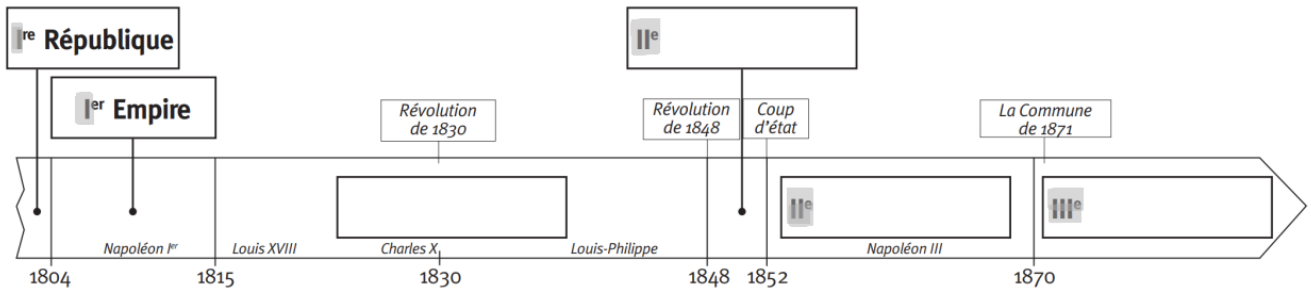 Iʳᵉ République
IIᵉ
Iᵉʳ Empire
Révolution
de 1830
Révolution
de 1848
Coup
d’état
La Commune
de 1871
IIᵉ
IIIᵉ
Napoléon Iᵉʳ
Louis XVIII
Charles X
Louis-Philippe
Napoléon III
1804
1815
1830
1848
1852
1870